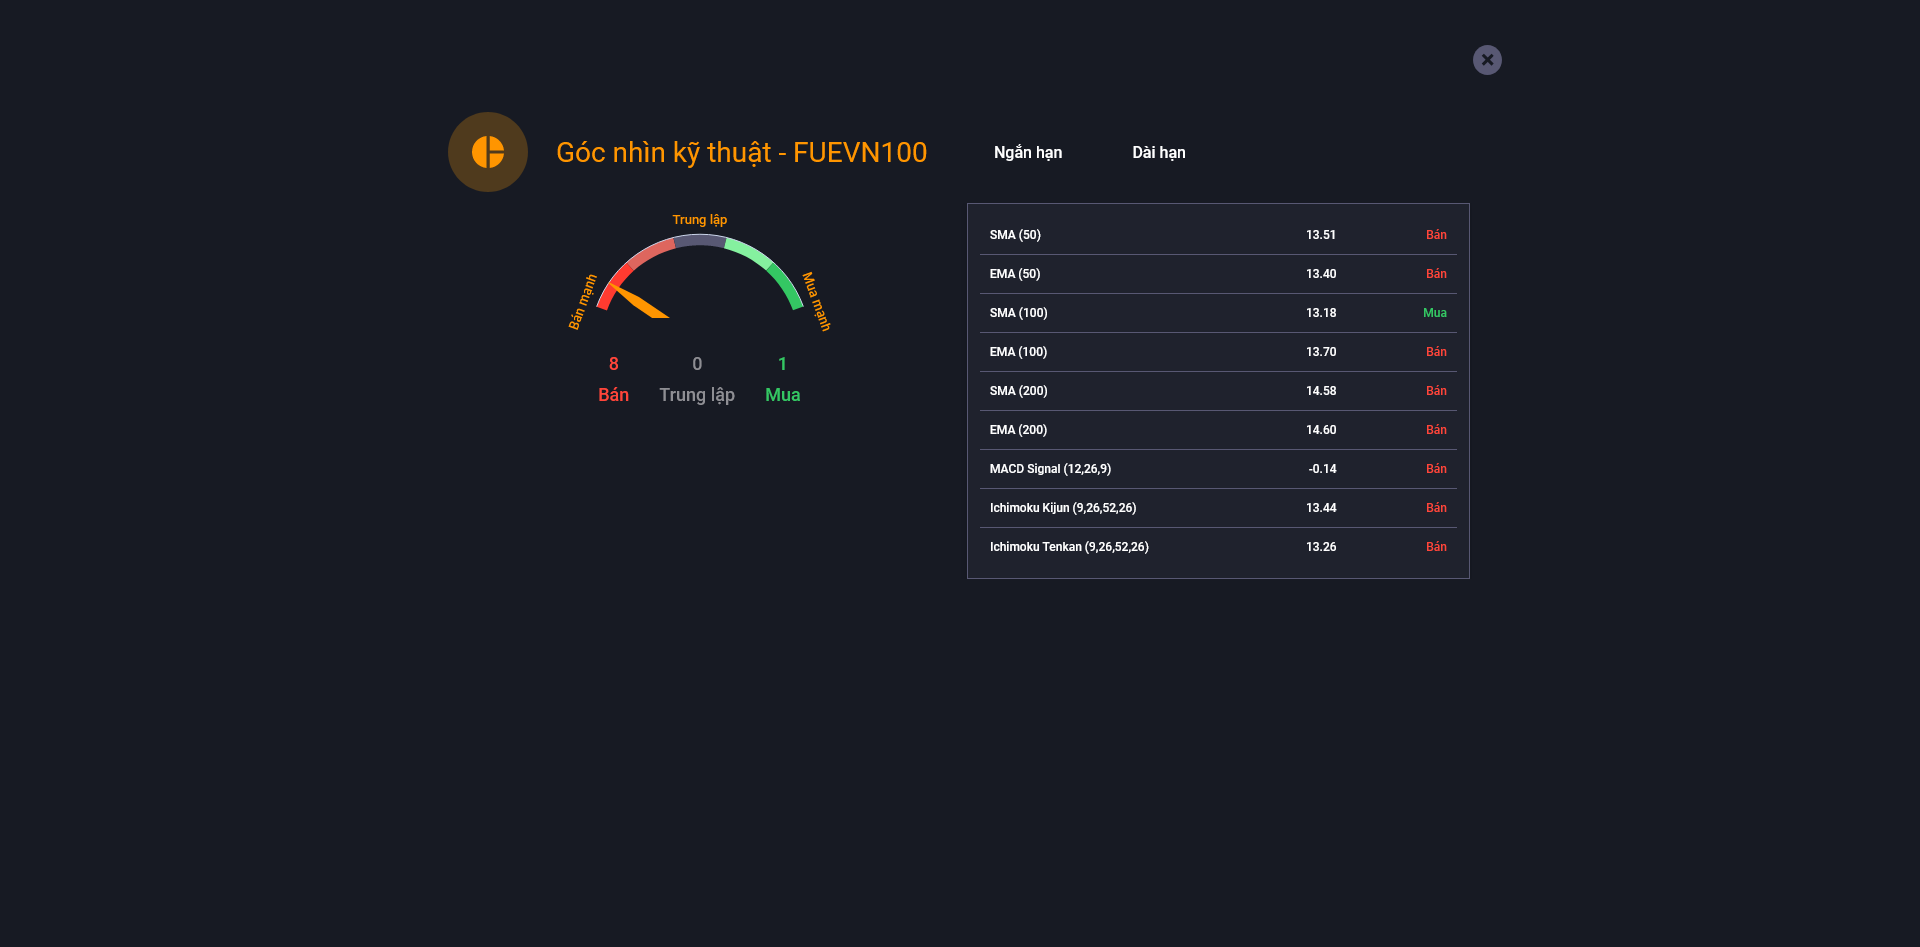 Góc nhìn kỹ thuật - FUEVN100
Ngắn hạn
Dài hạn
Trung lập
Bán mạnh
Mua mạnh
8 0 1
Bán Trung lập Mua
SMA (50) 13.51 Bán
EMA (50) 13.40 Bán
SMA (100) 13.18 Mua
EMA (100) 13.70 Bán
SMA (200) 14.58 Bán
EMA (200) 14.60 Bán
MACD Signal (12,26,9) -0.14 Bán
Ichimoku Kijun (9,26,52,26) 13.44 Bán
Ichimoku Tenkan (9,26,52,26) 13.26 Bán